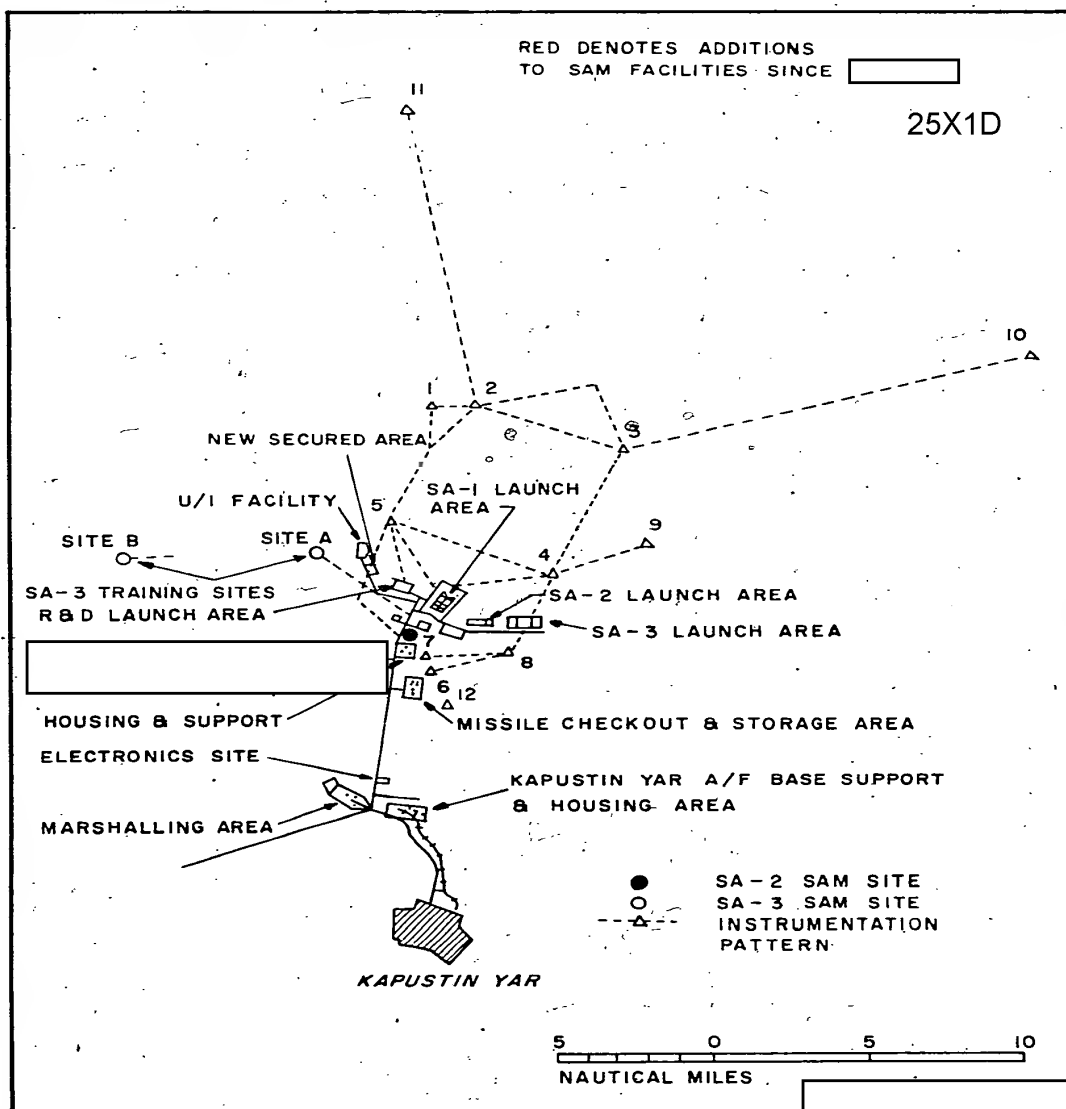 RED DENOTES ADDITIONS
TO SAM FACILITIES SINCE
25X1D
11
10
1
2
3
NEW SECURED AREA
SA-1 LAUNCH
AREA
U/I FACILITY
5
9
SITE B
SITE A
4
SA-3 TRAINING SITES
R&D LAUNCH AREA
SA-2 LAUNCH AREA
SA-3 LAUNCH AREA
7
8
6
12
HOUSING & SUPPORT
MISSILE CHECKOUT & STORAGE AREA
ELECTRONICS SITE
KAPUSTIN YAR A/F BASE SUPPORT
& HOUSING AREA
MARSHALLING AREA
SA-2 SAM SITE
SA-3 SAM SITE
INSTRUMENTATION
PATTERN
KAPUSTIN YAR
5 0 5 10
NAUTICAL MILES